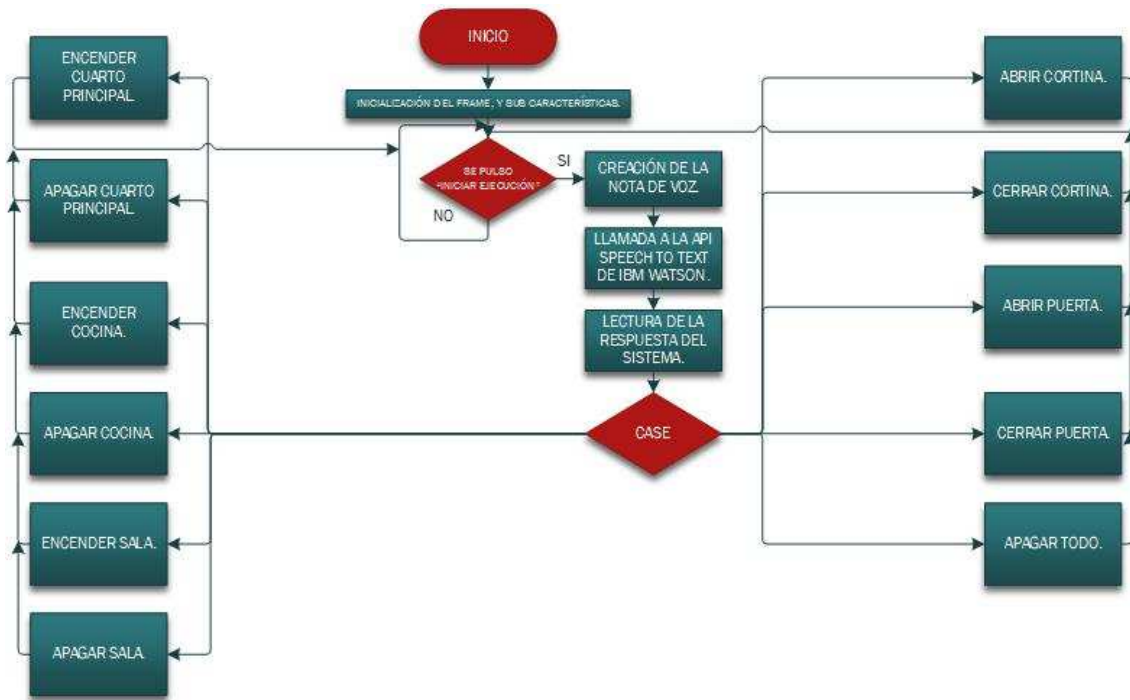 INICIO
INICIALIZACIÓN DEL FRAME, Y SUS CARACTERÍSTICAS.
SE PULSO
"INICIAR EJECUCIÓN"
SI
NO
CREACIÓN DE LA
NOTA DE VOZ.
LLAMADA A LA API
SPEECH TO TEXT
DE IBM WATSON.
LECTURA DE LA
RESPUESTA DEL
SISTEMA.
CASE
ENCENDER
CUARTO
PRINCIPAL.
APAGAR CUARTO
PRINCIPAL.
ENCENDER
COCINA.
APAGAR COCINA.
ENCENDER SALA.
APAGAR SALA.
ABRIR CORTINA.
CERRAR CORTINA.
ABRIR PUERTA.
CERRAR PUERTA.
APAGAR TODO.